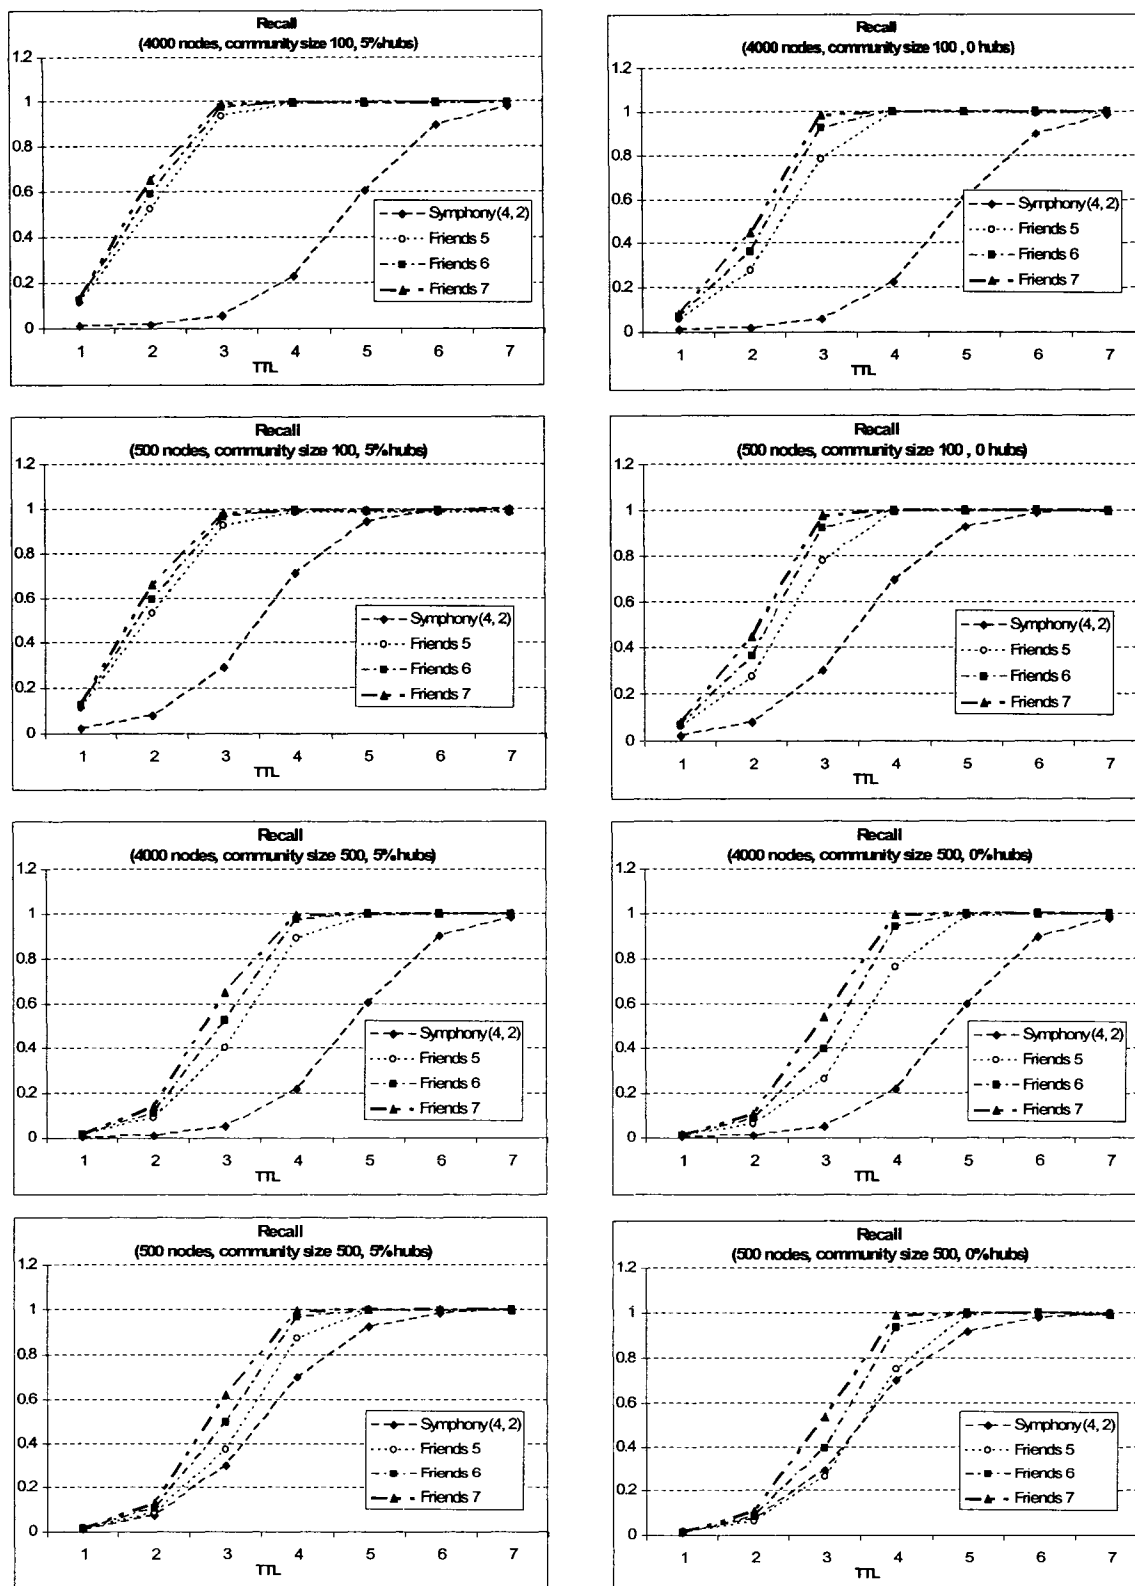 Recall
(4000 nodes, community size 100, 5% hubs)
1.2
1
0.8
0.6
0.4
0.2
0
Symphony(4, 2)
Friends 5
Friends 6
Friends 7
1 2 3 4 5 6 7
TTL
Recall
(4000 nodes, community size 100 , 0 hubs)
1.2
1
0.8
0.6
0.4
0.2
0
Symphony(4, 2)
Friends 5
Friends 6
Friends 7
1 2 3 4 5 6 7
TTL
Recall
(500 nodes, community size 100, 5% hubs)
1.2
1
0.8
0.6
0.4
0.2
0
Symphony(4, 2)
Friends 5
Friends 6
Friends 7
1 2 3 4 5 6 7
TTL
Recall
(500 nodes, community size 100 , 0 hubs)
1.2
1
0.8
0.6
0.4
0.2
0
Symphony(4, 2)
Friends 5
Friends 6
Friends 7
1 2 3 4 5 6 7
TTL
Recall
(4000 nodes, community size 500, 5% hubs)
1.2
1
0.8
0.6
0.4
0.2
0
Symphony(4, 2)
Friends 5
Friends 6
Friends 7
1 2 3 4 5 6 7
TTL
Recall
(4000 nodes, community size 500, 0% hubs)
1.2
1
0.8
0.6
0.4
0.2
0
Symphony(4, 2)
Friends 5
Friends 6
Friends 7
1 2 3 4 5 6 7
TTL
Recall
(500 nodes, community size 500, 5% hubs)
1.2
1
0.8
0.6
0.4
0.2
0
Symphony(4, 2)
Friends 5
Friends 6
Friends 7
1 2 3 4 5 6 7
TTL
Recall
(500 nodes, community size 500, 0% hubs)
1.2
1
0.8
0.6
0.4
0.2
0
Symphony(4, 2)
Friends 5
Friends 6
Friends 7
1 2 3 4 5 6 7
TTL